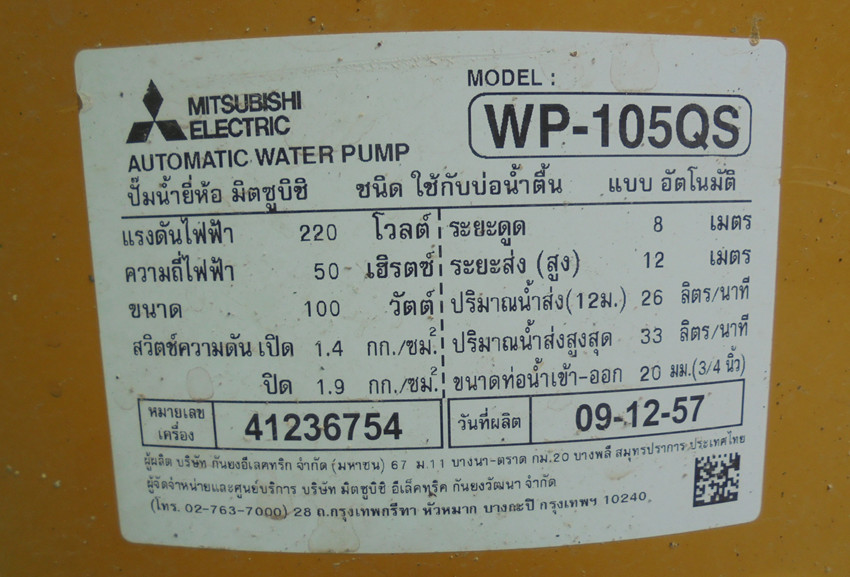 MITSUBISHI
ELECTRIC
AUTOMATIC WATER PUMP
MODEL :
WP-105QS
ปั๊มน้ำยี่ห้อ มิตซูบิชิ ชนิด ใช้กับบ่อน้ำตื้น แบบ อัตโนมัติ
แรงดันไฟฟ้า 220 โวลต์ ระยะดูด 8 เมตร
ความถี่ไฟฟ้า 50 เฮิรตซ์ ระยะส่ง (สูง) 12 เมตร
ขนาด 100 วัตต์ ปริมาณน้ำส่ง(12ม.) 26 ลิตร/นาที
สวิตช์ความดัน เปิด 1.4 กก./ซม.² ปริมาณน้ำส่งสูงสุด 33 ลิตร/นาที
ปิด 1.9 กก./ซม.² ขนาดท่อน้ำเข้า-ออก 20 มม.(3/4 นิ้ว)
หมายเลข
เครื่อง
41236754
วันที่ผลิต 09-12-57
ผู้ผลิต บริษัท กันยงอีเลคทริก จำกัด (มหาชน) 67 ม.11 บางนา-ตราด กม.20 บางพลี สมุทรปราการ ประเทศไทย
ผู้จัดจำหน่ายและศูนย์บริการ บริษัท มิตซูบิชิ อีเล็คทริค กันยงวัฒนา จำกัด
(โทร. 02-763-7000) 28 ถ.กรุงเทพกรีฑา หัวหมาก บางกะปิ กรุงเทพฯ 10240